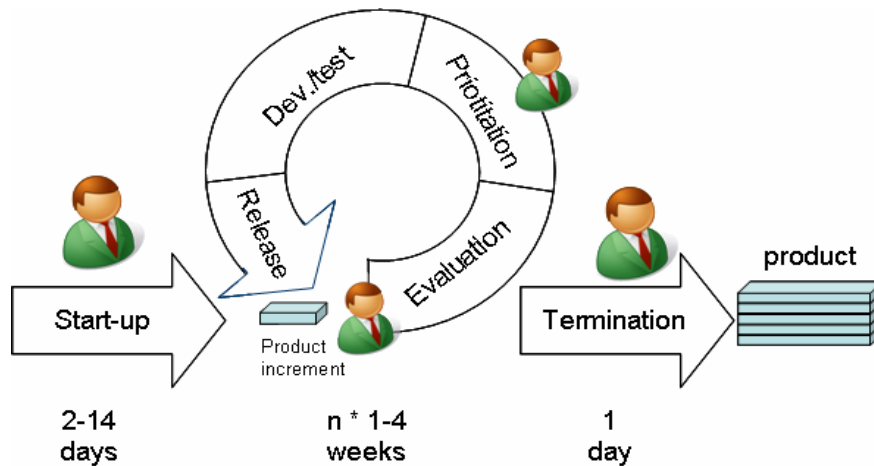 Dev./test
Priotitation
Release
Evaluation
Start-up
Product
increment
Termination
product
2-14
days
n * 1-4
weeks
1
day